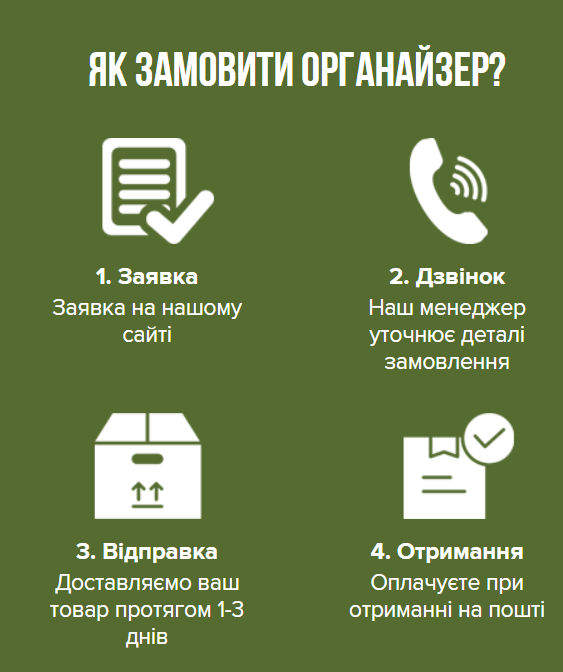 ЯК ЗАМОВИТИ ОРГАНАЙЗЕР?
1. Заявка
Заявка на нашому
сайті
2. Дзвінок
Наш менеджер
уточнює деталі
замовлення
3. Відправка
Доставляємо ваш
товар протягом 1-3
днів
4. Отримання
Оплачуєте при
отриманні на пошті